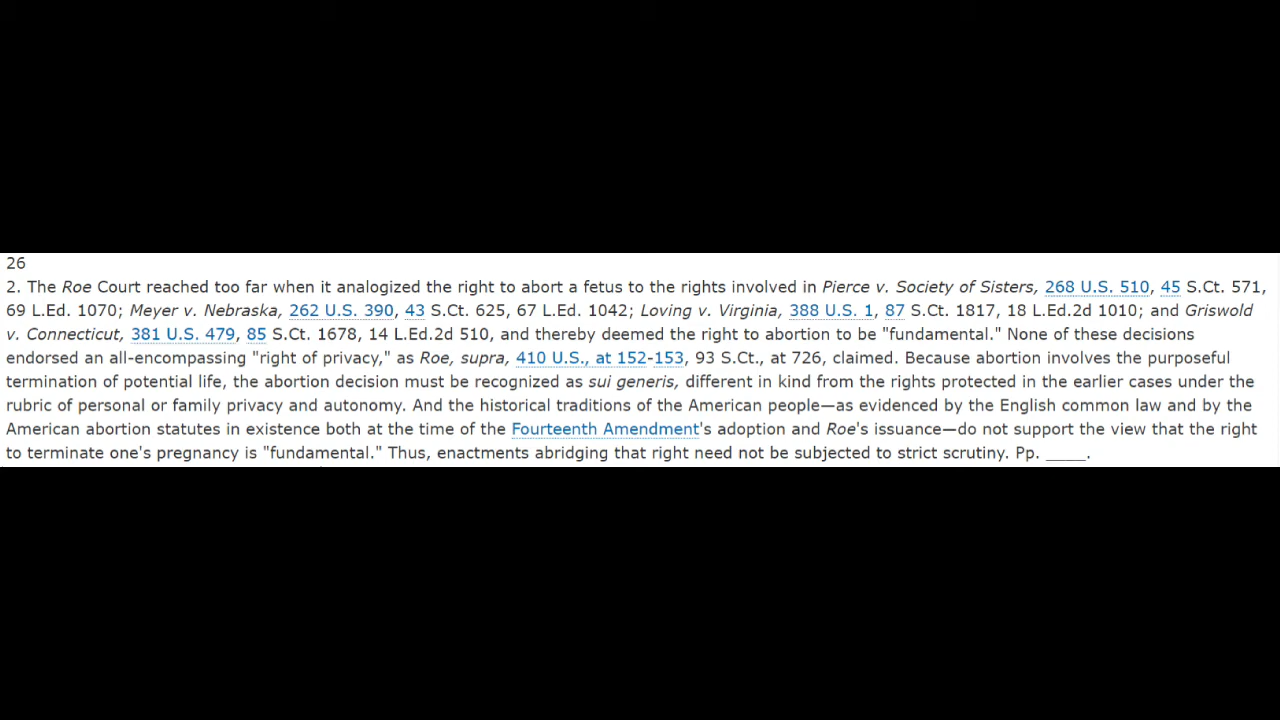 26
2. The Roe Court reached too far when it analogized the right to abort a fetus to the rights involved in Pierce v. Society of Sisters, 268 U.S. 510, 45 S.Ct. 571,
69 L.Ed. 1070; Meyer v. Nebraska, 262 U.S. 390, 43 S.Ct. 625, 67 L.Ed. 1042; Loving v. Virginia, 388 U.S. 1, 87 S.Ct. 1817, 18 L.Ed.2d 1010; and Griswold
v. Connecticut, 381 U.S. 479, 85 S.Ct. 1678, 14 L.Ed.2d 510, and thereby deemed the right to abortion to be "fundamental." None of these decisions
endorsed an all-encompassing "right of privacy," as Roe, supra, 410 U.S., at 152-153, 93 S.Ct., at 726, claimed. Because abortion involves the purposeful
termination of potential life, the abortion decision must be recognized as sui generis, different in kind from the rights protected in the earlier cases under the
rubric of personal or family privacy and autonomy. And the historical traditions of the American people—as evidenced by the English common law and by the
American abortion statutes in existence both at the time of the Fourteenth Amendment's adoption and Roe's issuance—do not support the view that the right
to terminate one's pregnancy is "fundamental." Thus, enactments abridging that right need not be subjected to strict scrutiny. Pp. ____.